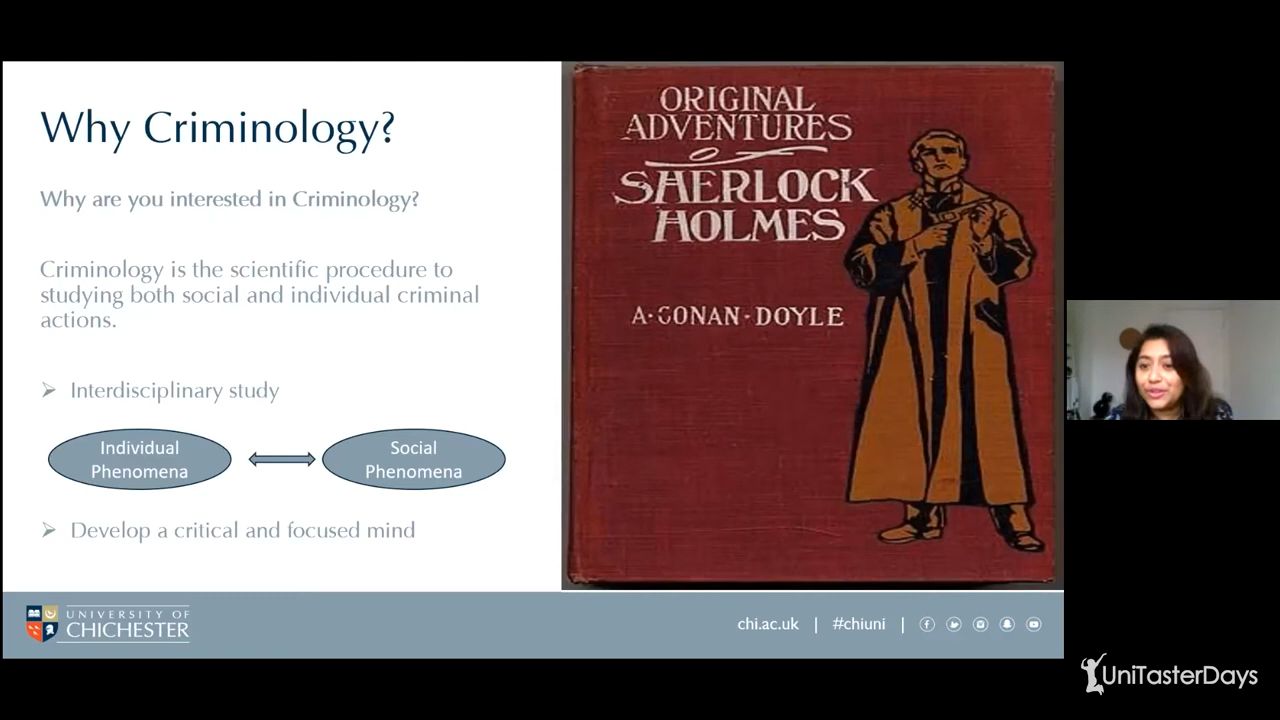 Why Criminology?
Why are you interested in Criminology?
Criminology is the scientific procedure to
studying both social and individual criminal
actions.
Interdisciplinary study
Individual
Phenomena
Social
Phenomena
Develop a critical and focused mind
ORIGINAL
ADVENTURES
of
SHERLOCK
HOLMES
A·CONAN·DOYLE
UNIVERSITY OF
CHICHESTER
chi.ac.uk | #chiuni |
UniTasterDays